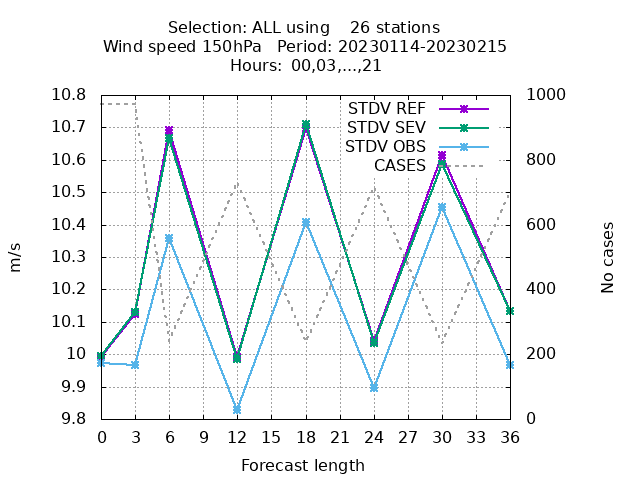 Selection: ALL using    26 stations
Wind speed 150hPa   Period: 20230114-20230215
Hours: 00,03,...,21
10.8
10.7
10.6
10.5
10.4
10.3
10.2
10.1
10
9.9
9.8
m/s
STDV REF
STDV SEV
STDV OBS
CASES
1000
800
600
400
200
0
No cases
0 3 6 9 12 15 18 21 24 27 30 33 36
Forecast length